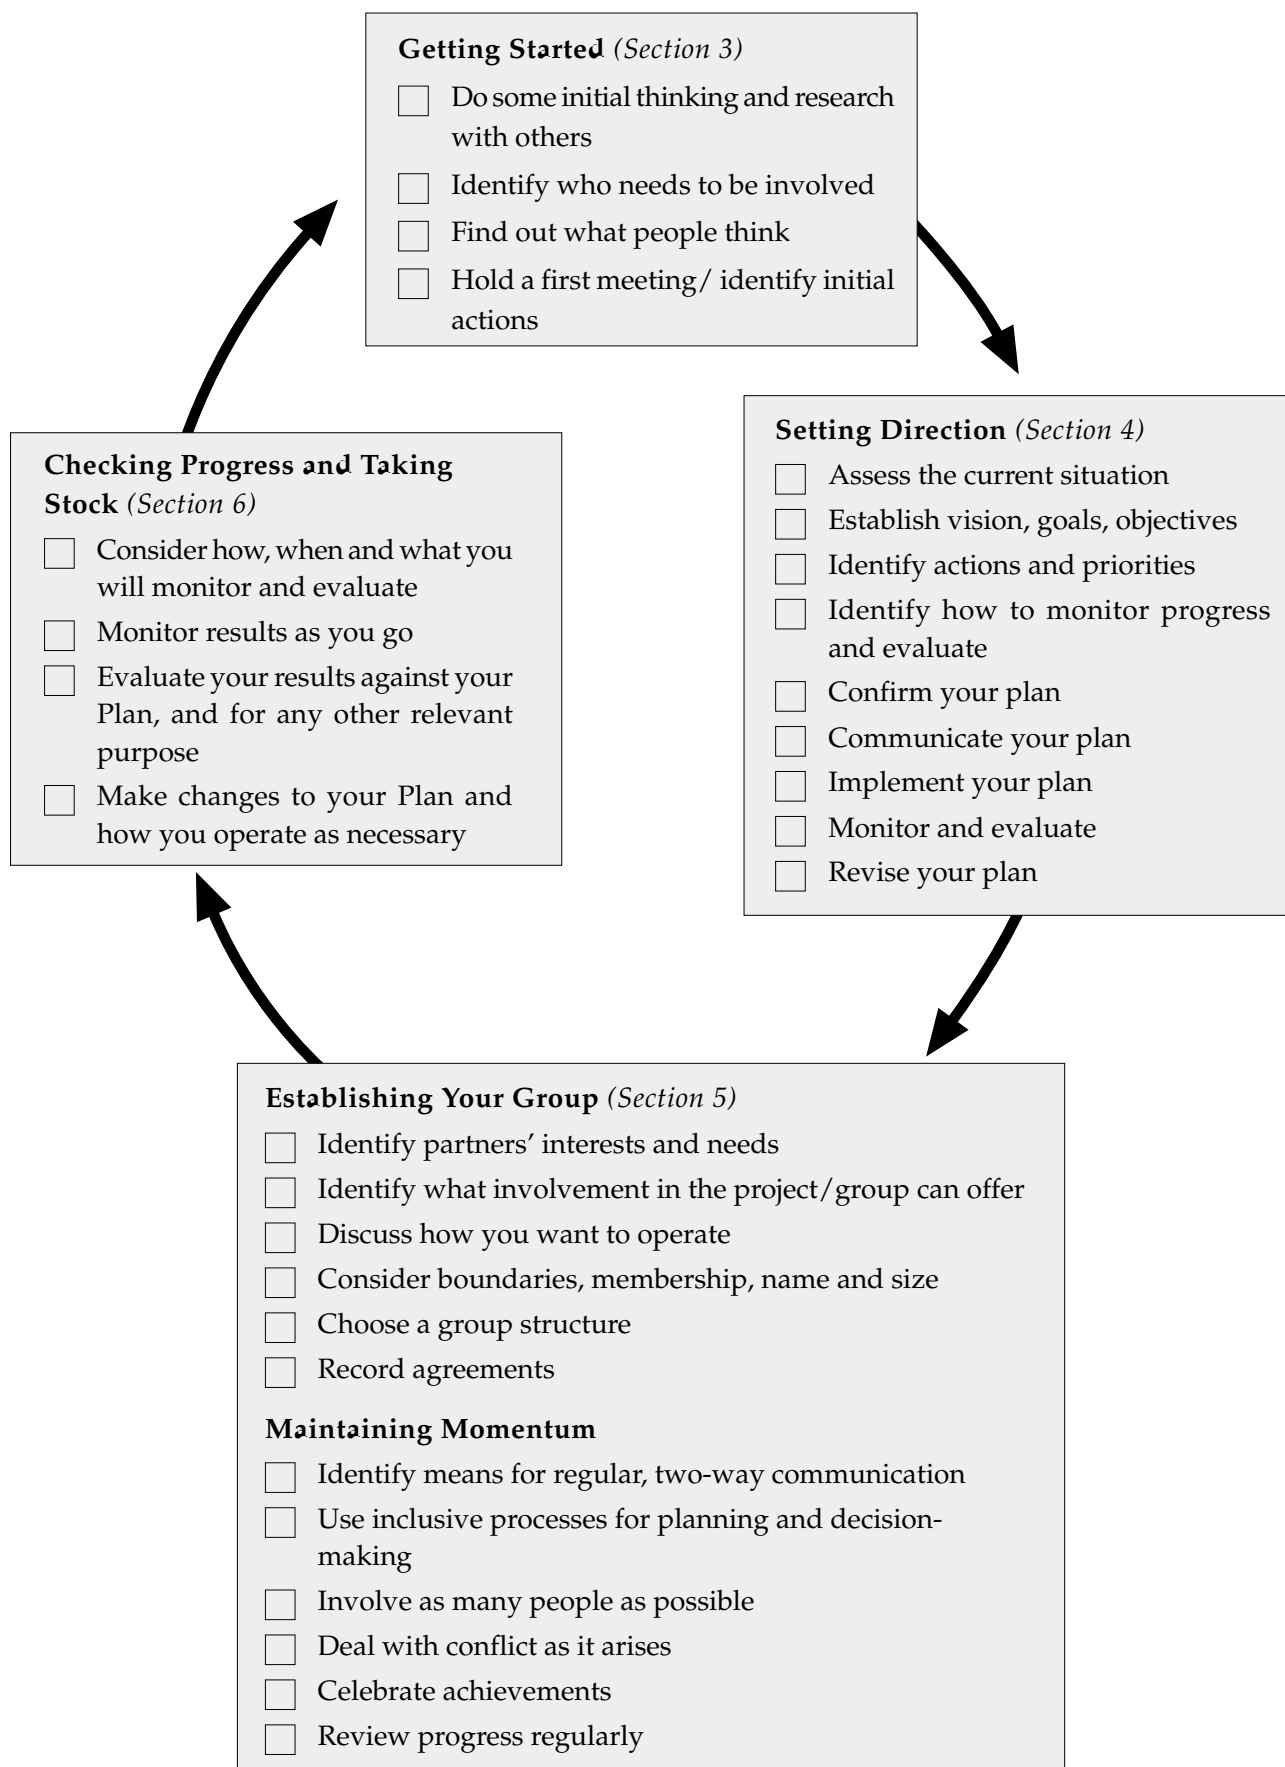 Getting Started (Section 3)
Do some initial thinking and research
with others
Identify who needs to be involved
Find out what people think
Hold a first meeting/ identify initial
actions
Setting Direction (Section 4)
Assess the current situation
Establish vision, goals, objectives
Identify actions and priorities
Identify how to monitor progress
and evaluate
Confirm your plan
Communicate your plan
Implement your plan
Monitor and evaluate
Revise your plan
Establishing Your Group (Section 5)
Identify partners’ interests and needs
Identify what involvement in the project/group can offer
Discuss how you want to operate
Consider boundaries, membership, name and size
Choose a group structure
Record agreements
Maintaining Momentum
Identify means for regular, two-way communication
Use inclusive processes for planning and decision-
making
Involve as many people as possible
Deal with conflict as it arises
Celebrate achievements
Review progress regularly
Checking Progress and Taking
Stock (Section 6)
Consider how, when and what you
will monitor and evaluate
Monitor results as you go
Evaluate your results against your
Plan, and for any other relevant
purpose
Make changes to your Plan and
how you operate as necessary